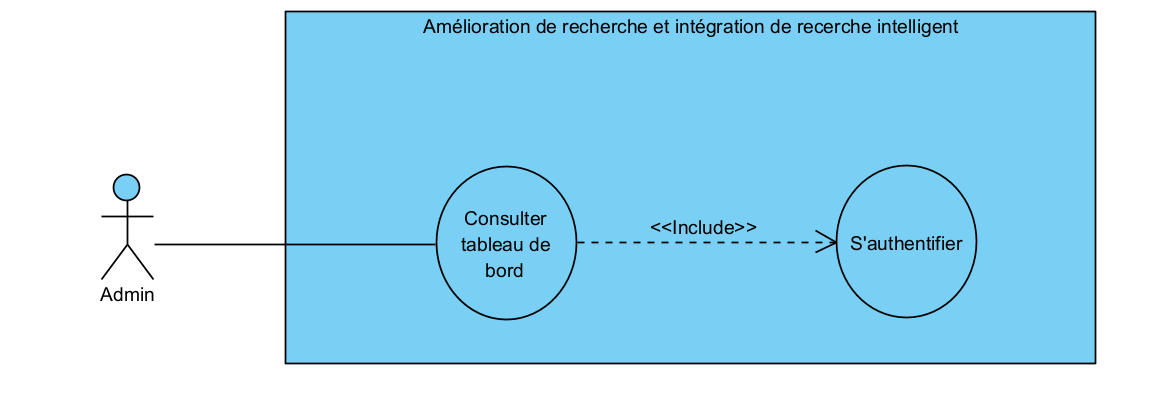 Amélioration de recherche et intégration de recerche intelligent
Consulter
tableau de
bord
<<Include>>
S'authentifier
Admin